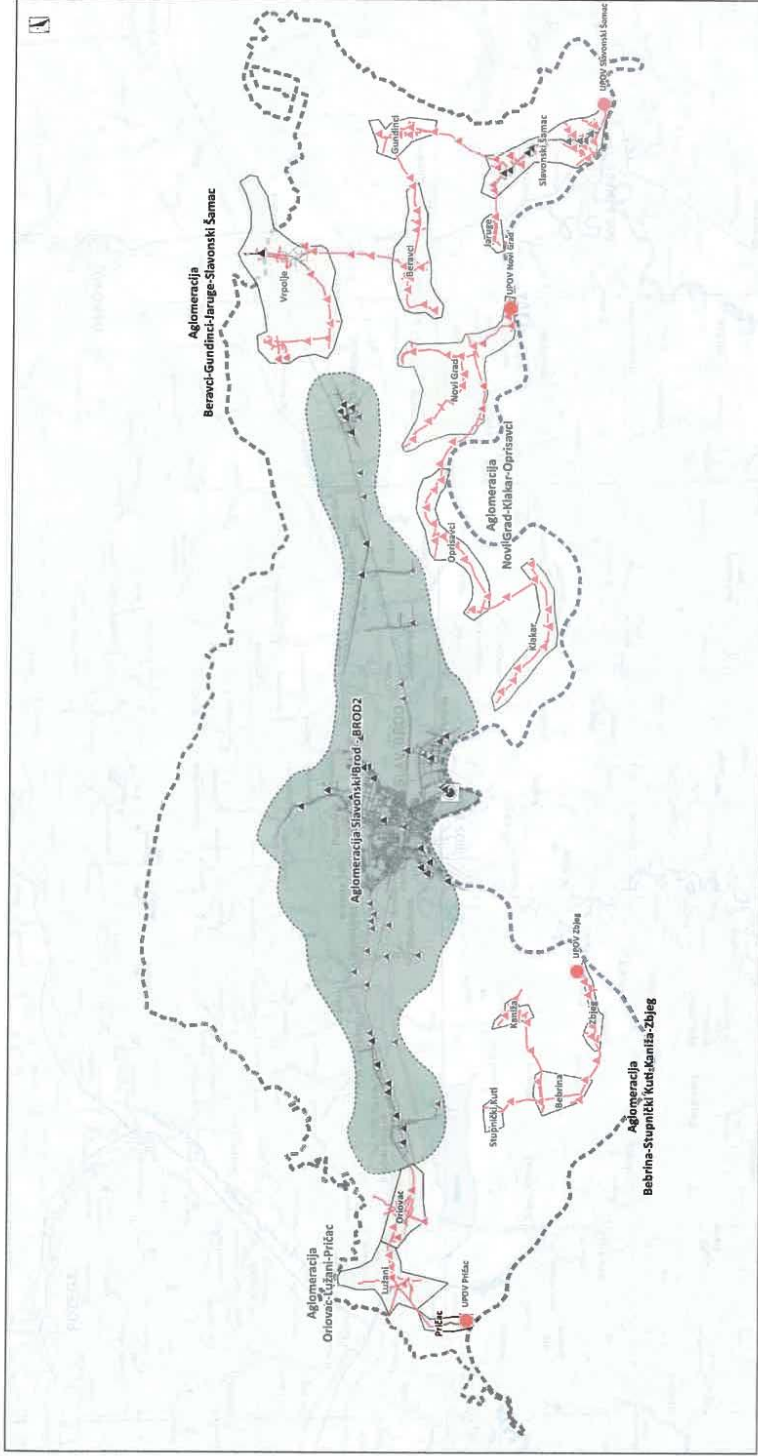 Aglomeracija
Beravci-Gundinci-Jaruge-Slavonski Šamac
Vrpolje
Gundinci
Beravci
Jaruge
Slavonski Šamac
UPOV Slavonski Šamac
UPOV Novi Grad
Novi Grad
Oprisavci
Aglomeracija
Novi Grad-Klakar-Oprisavci
Klakar
Aglomeracija Slavonski Brod - BROD2
Aglomeracija
Orlovac-Lužani-Pričac
Oriovac
Lužani
Pričac
UPOV Pričac
Stupnički Kuti
Kaniža
Bebrina
Zbjeg
UPOV Zbjeg
Aglomeracija
Bebrina-Stupnički Kuti-Kaniža-Zbjeg